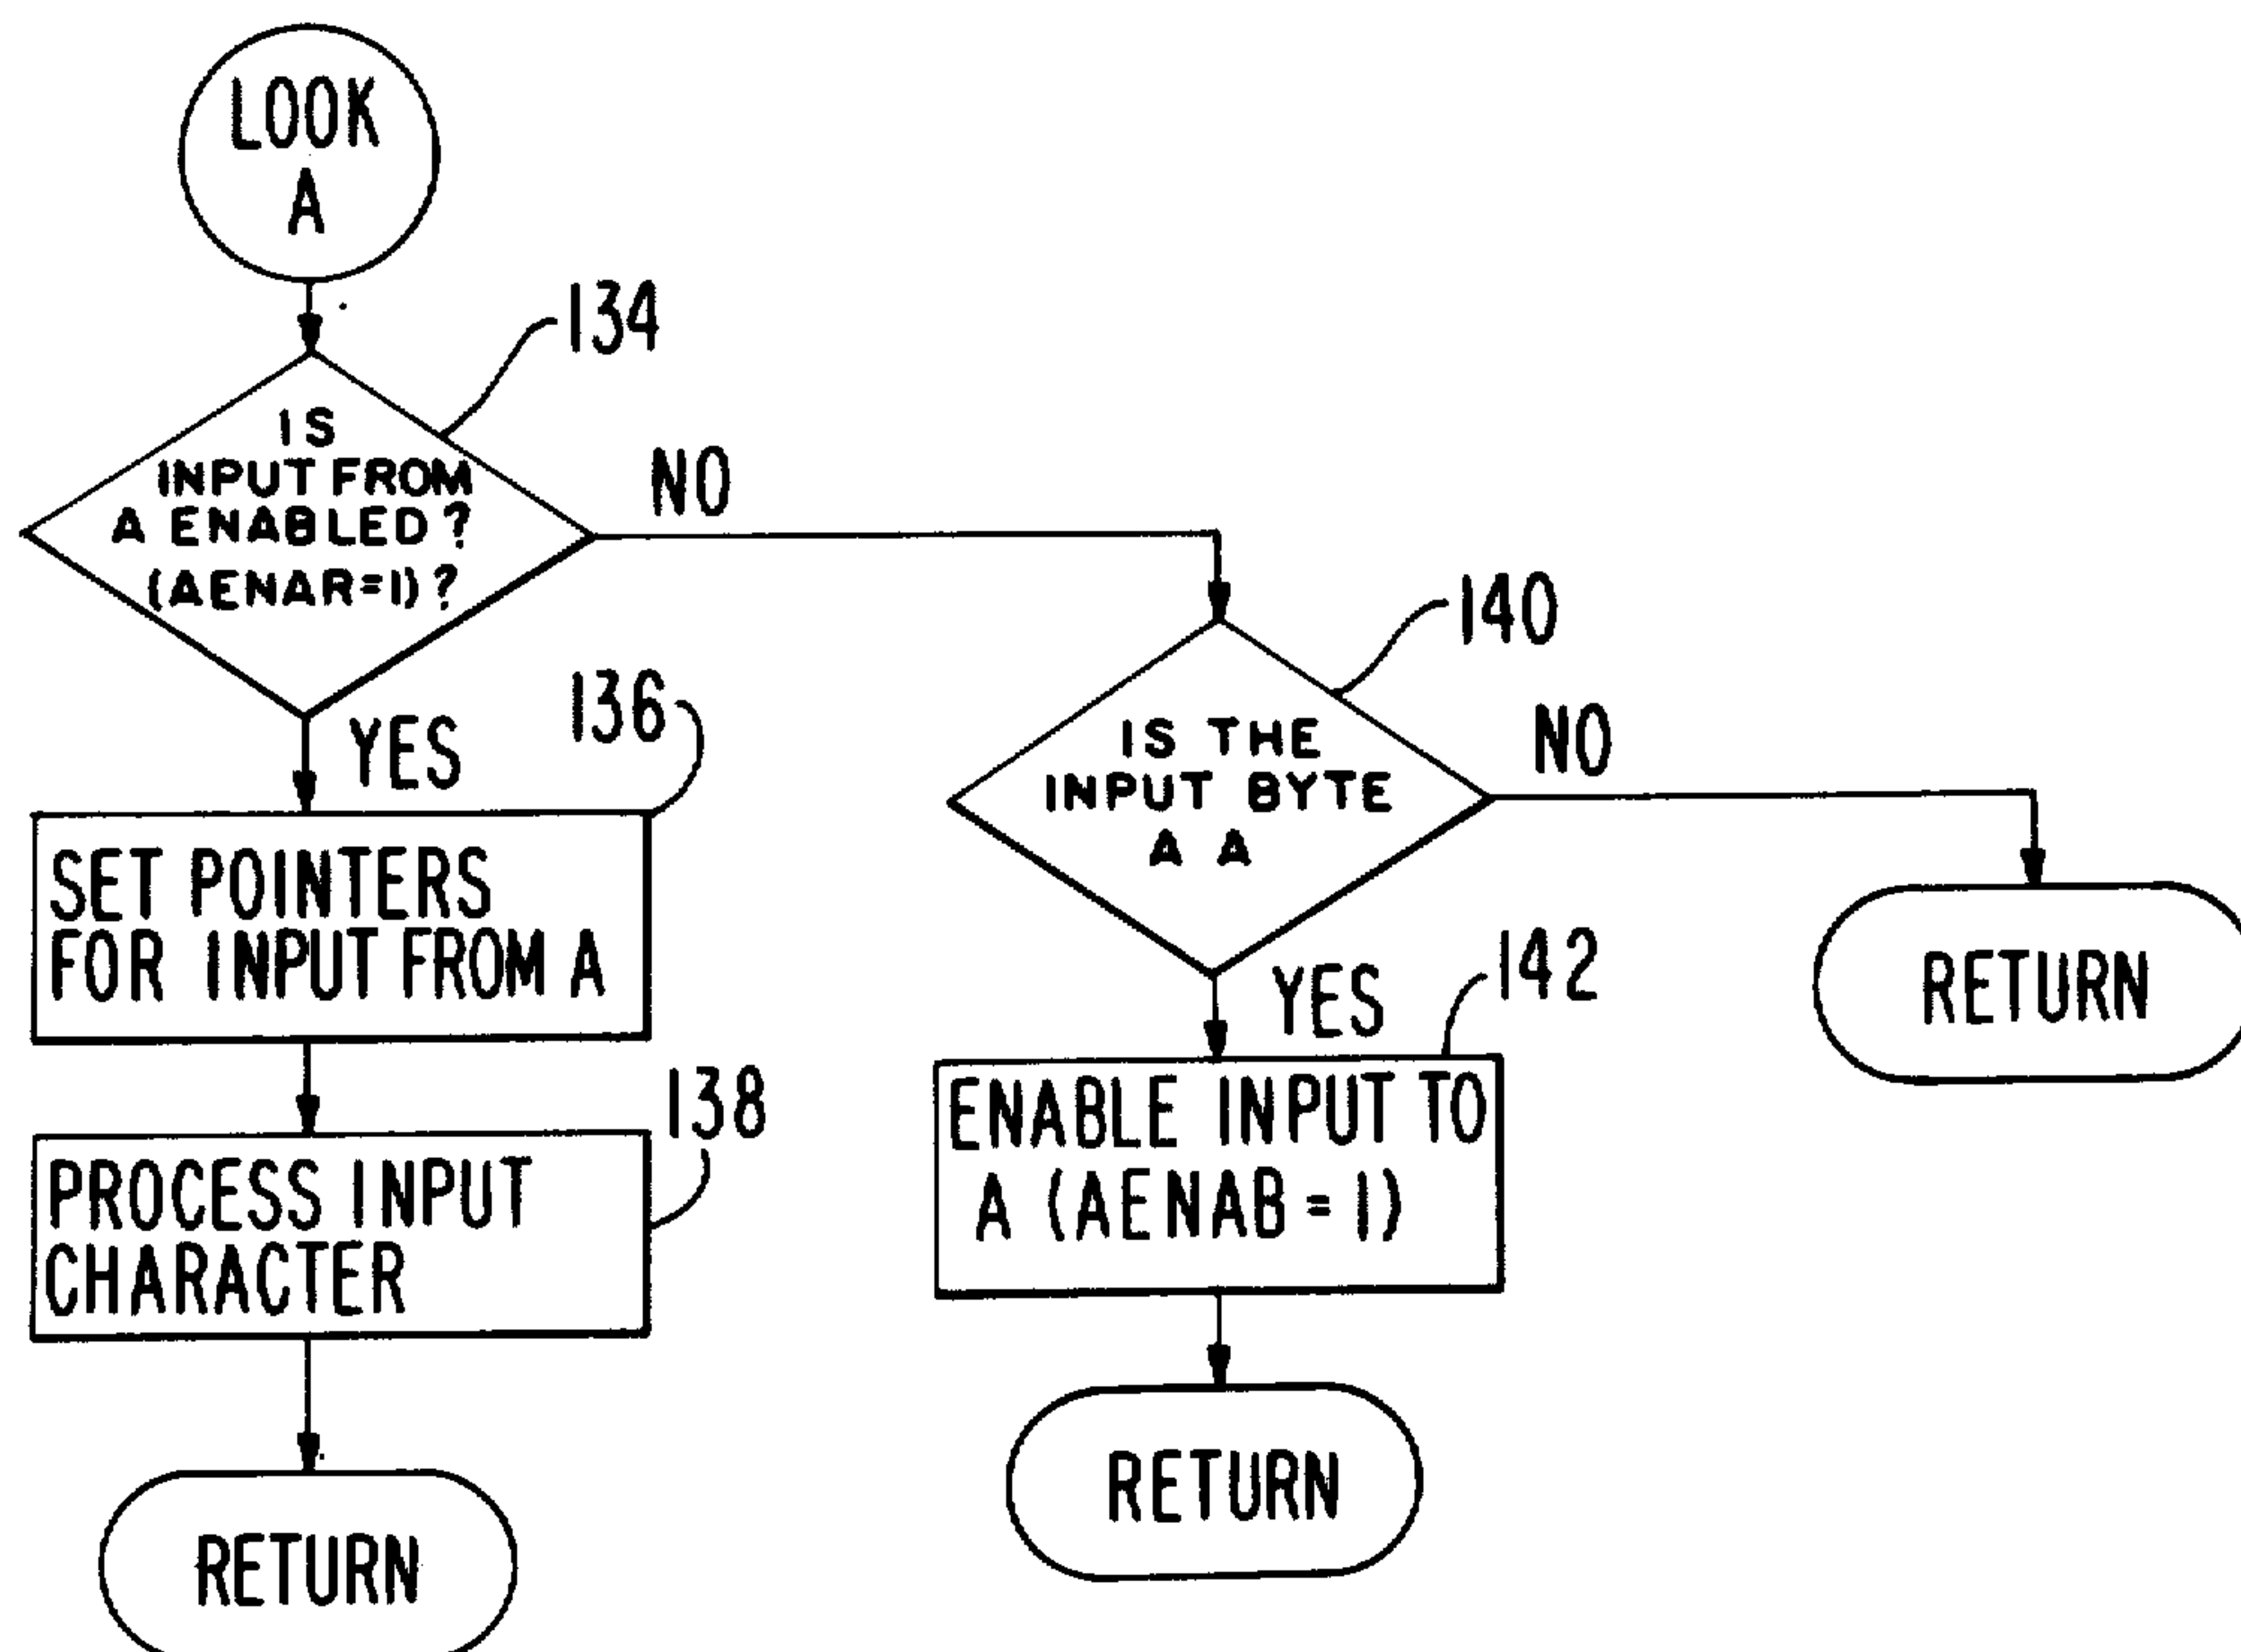 LOOK
A
134
IS
INPUT FROM
A ENABLED?
(AENAR=1)?
NO
YES
136
SET POINTERS
FOR INPUT FROM A
138
PROCESS INPUT
CHARACTER
RETURN
140
IS THE
INPUT BYTE
A A
NO
YES
142
ENABLE INPUT TO
A (AENAB = 1)
RETURN
RETURN